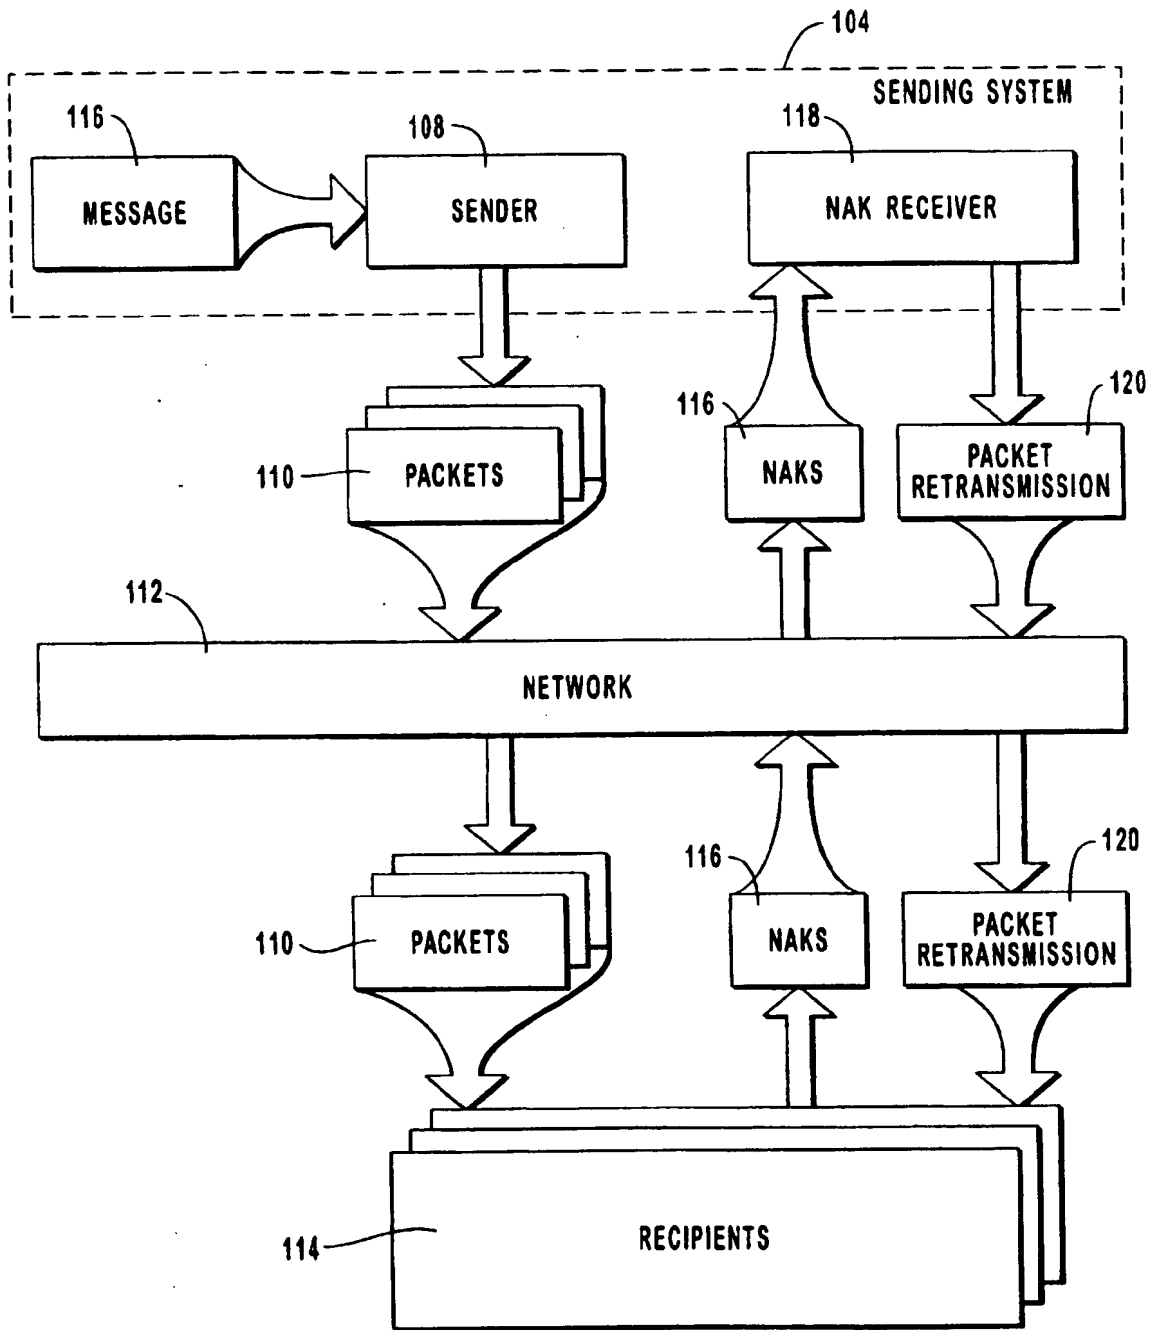 104
SENDING SYSTEM
116
108
118
MESSAGE
SENDER
NAK RECEIVER
116
120
110
PACKETS
NAKS
PACKET
RETRANSMISSION
112
NETWORK
116
120
110
PACKETS
NAKS
PACKET
RETRANSMISSION
114
RECIPIENTS